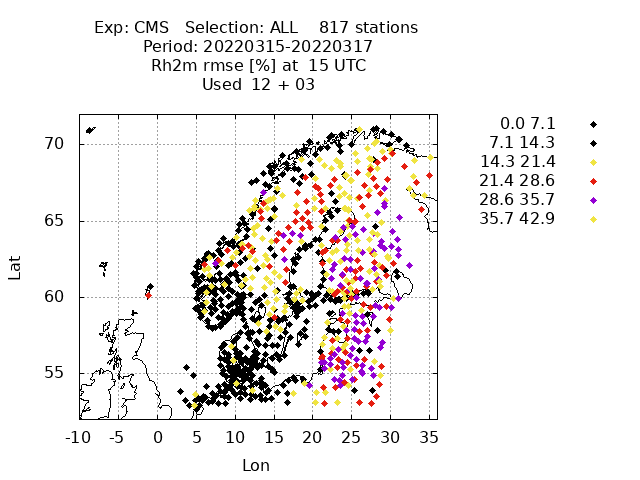 Exp: CMS Selection: ALL 817 stations
Period: 20220315-20220317
Rh2m rmse [%] at 15 UTC
Used 12 + 03
0.0 7.1
7.1 14.3
14.3 21.4
21.4 28.6
28.6 35.7
35.7 42.9
70
65
60
55
Lat
-10 -5 0 5 10 15 20 25 30 35
Lon